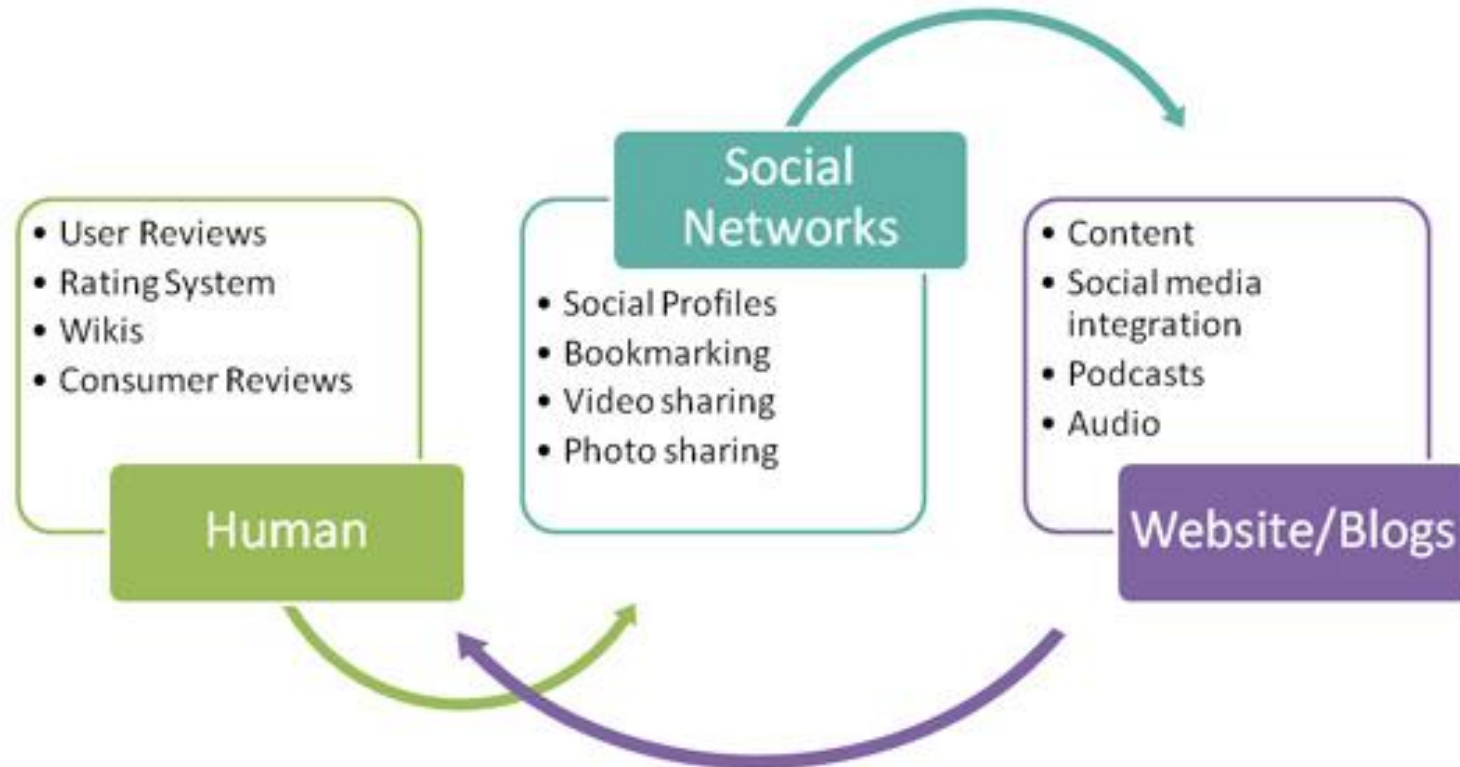 • User Reviews
• Rating System
• Wikis
• Consumer Reviews
Human
Social
Networks
• Social Profiles
• Bookmarking
• Video sharing
• Photo sharing
• Content
• Social media
integration
• Podcasts
• Audio
Website/Blogs